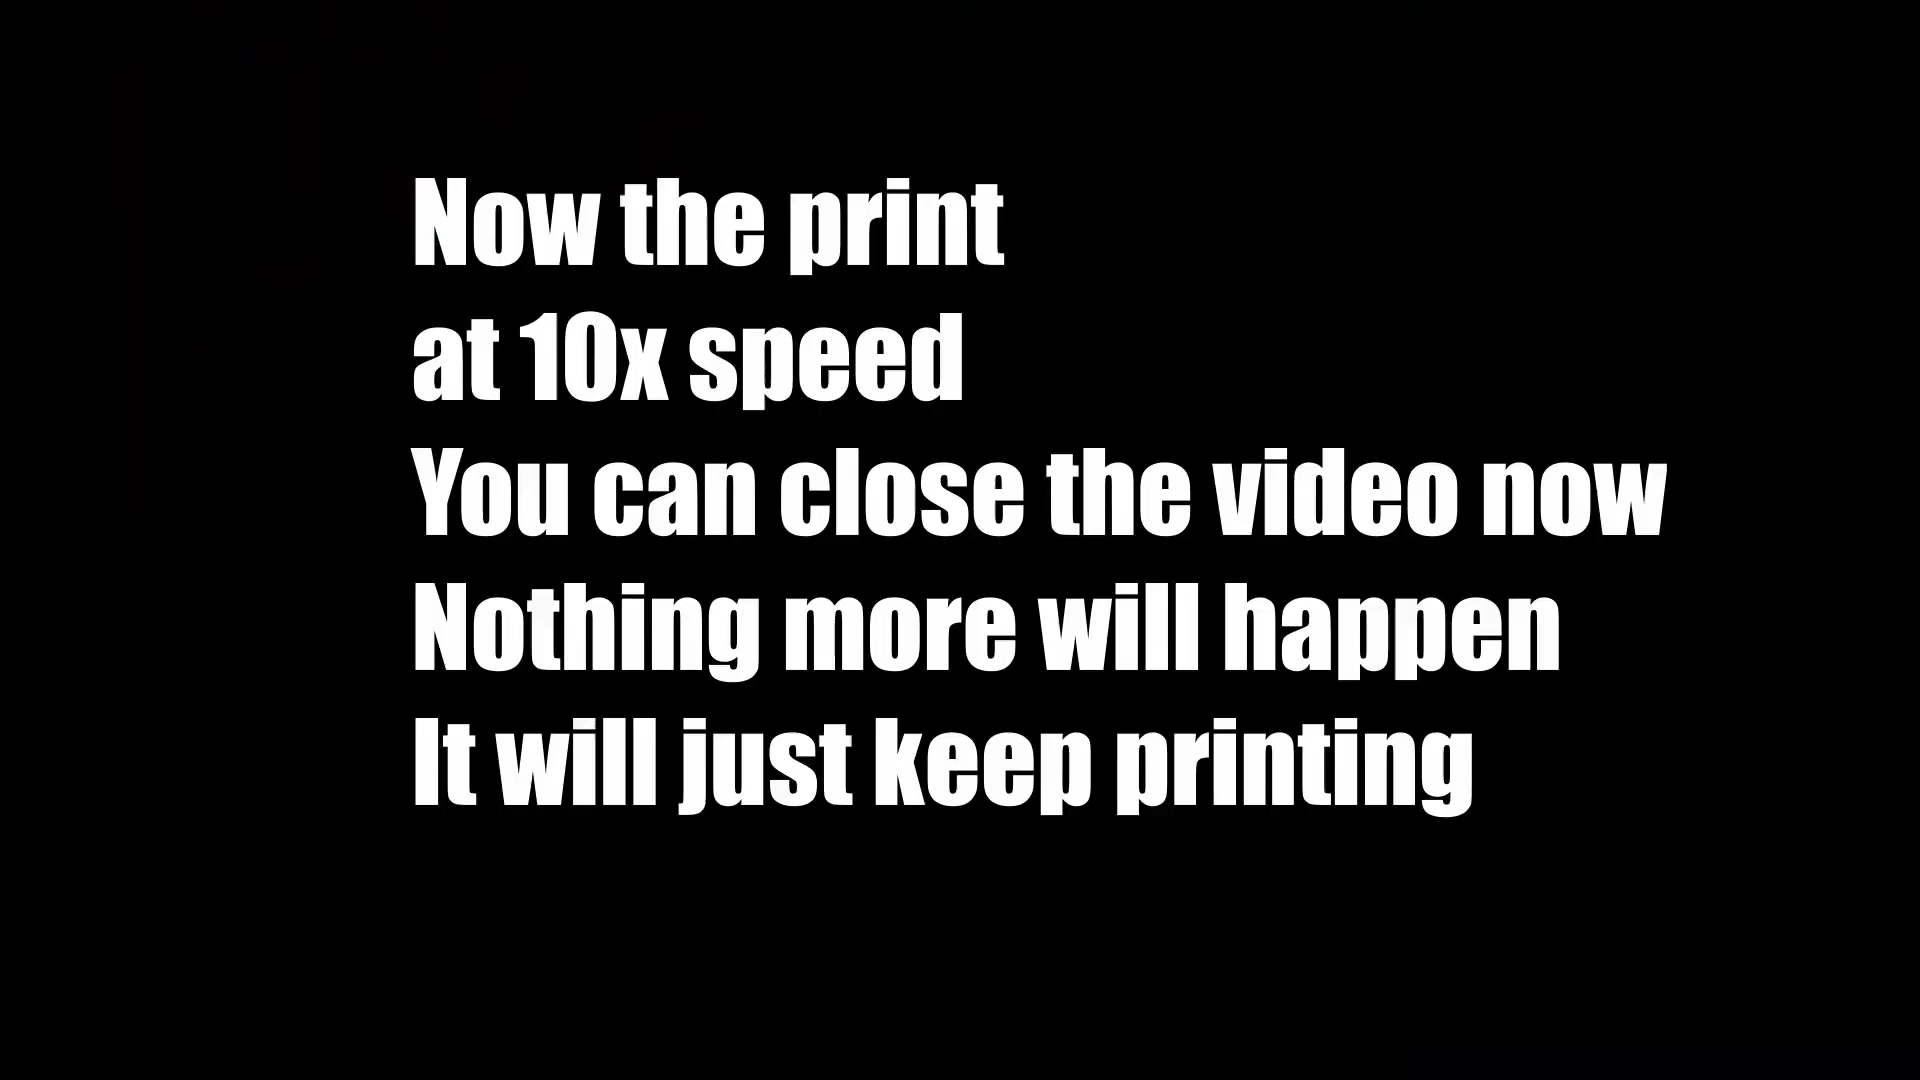 Now the print
at 10x speed
You can close the video now
Nothing more will happen
It will just keep printing